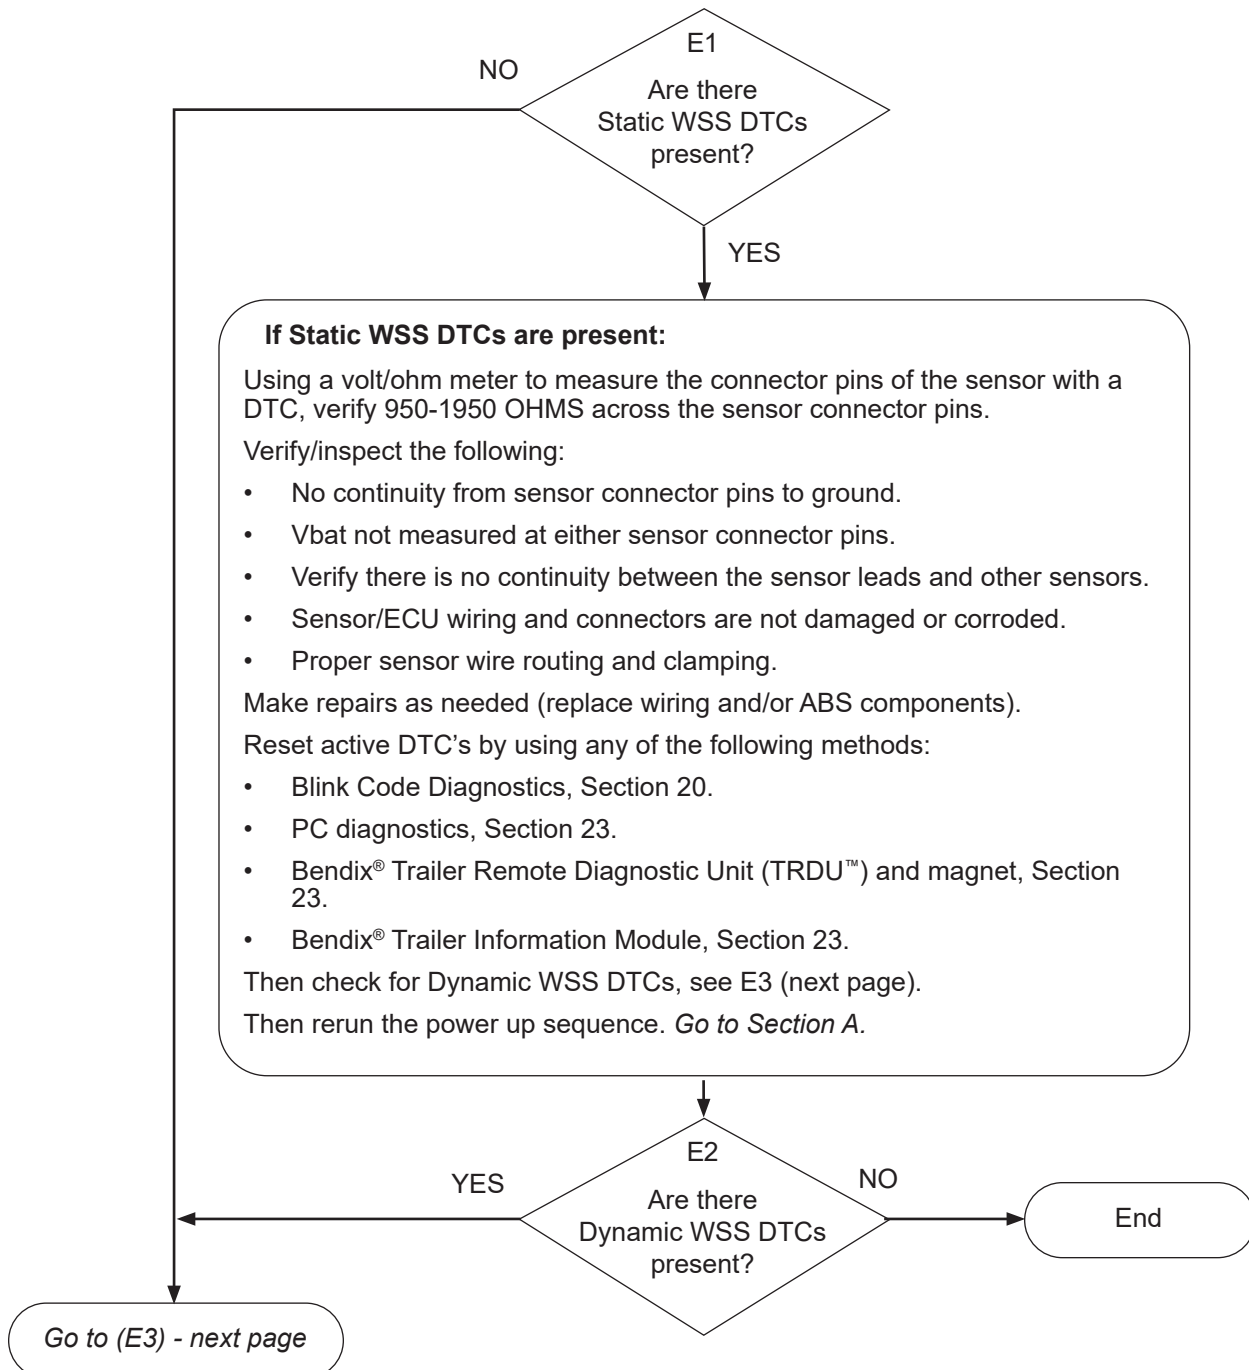 E1
NO
Are there
Static WSS DTCs
present?
YES
If Static WSS DTCs are present:
Using a volt/ohm meter to measure the connector pins of the sensor with a
DTC, verify 950-1950 OHMS across the sensor connector pins.
Verify/inspect the following:
• No continuity from sensor connector pins to ground.
• Vbat not measured at either sensor connector pins.
• Verify there is no continuity between the sensor leads and other sensors.
• Sensor/ECU wiring and connectors are not damaged or corroded.
• Proper sensor wire routing and clamping.
Make repairs as needed (replace wiring and/or ABS components).
Reset active DTC's by using any of the following methods:
• Blink Code Diagnostics, Section 20.
• PC diagnostics, Section 23.
• Bendix® Trailer Remote Diagnostic Unit (TRDU™) and magnet, Section
23.
• Bendix® Trailer Information Module, Section 23.
Then check for Dynamic WSS DTCs, see E3 (next page).
Then rerun the power up sequence. Go to Section A.
E2
YES
NO
Are there
Dynamic WSS DTCs
present?
End
Go to (E3) - next page